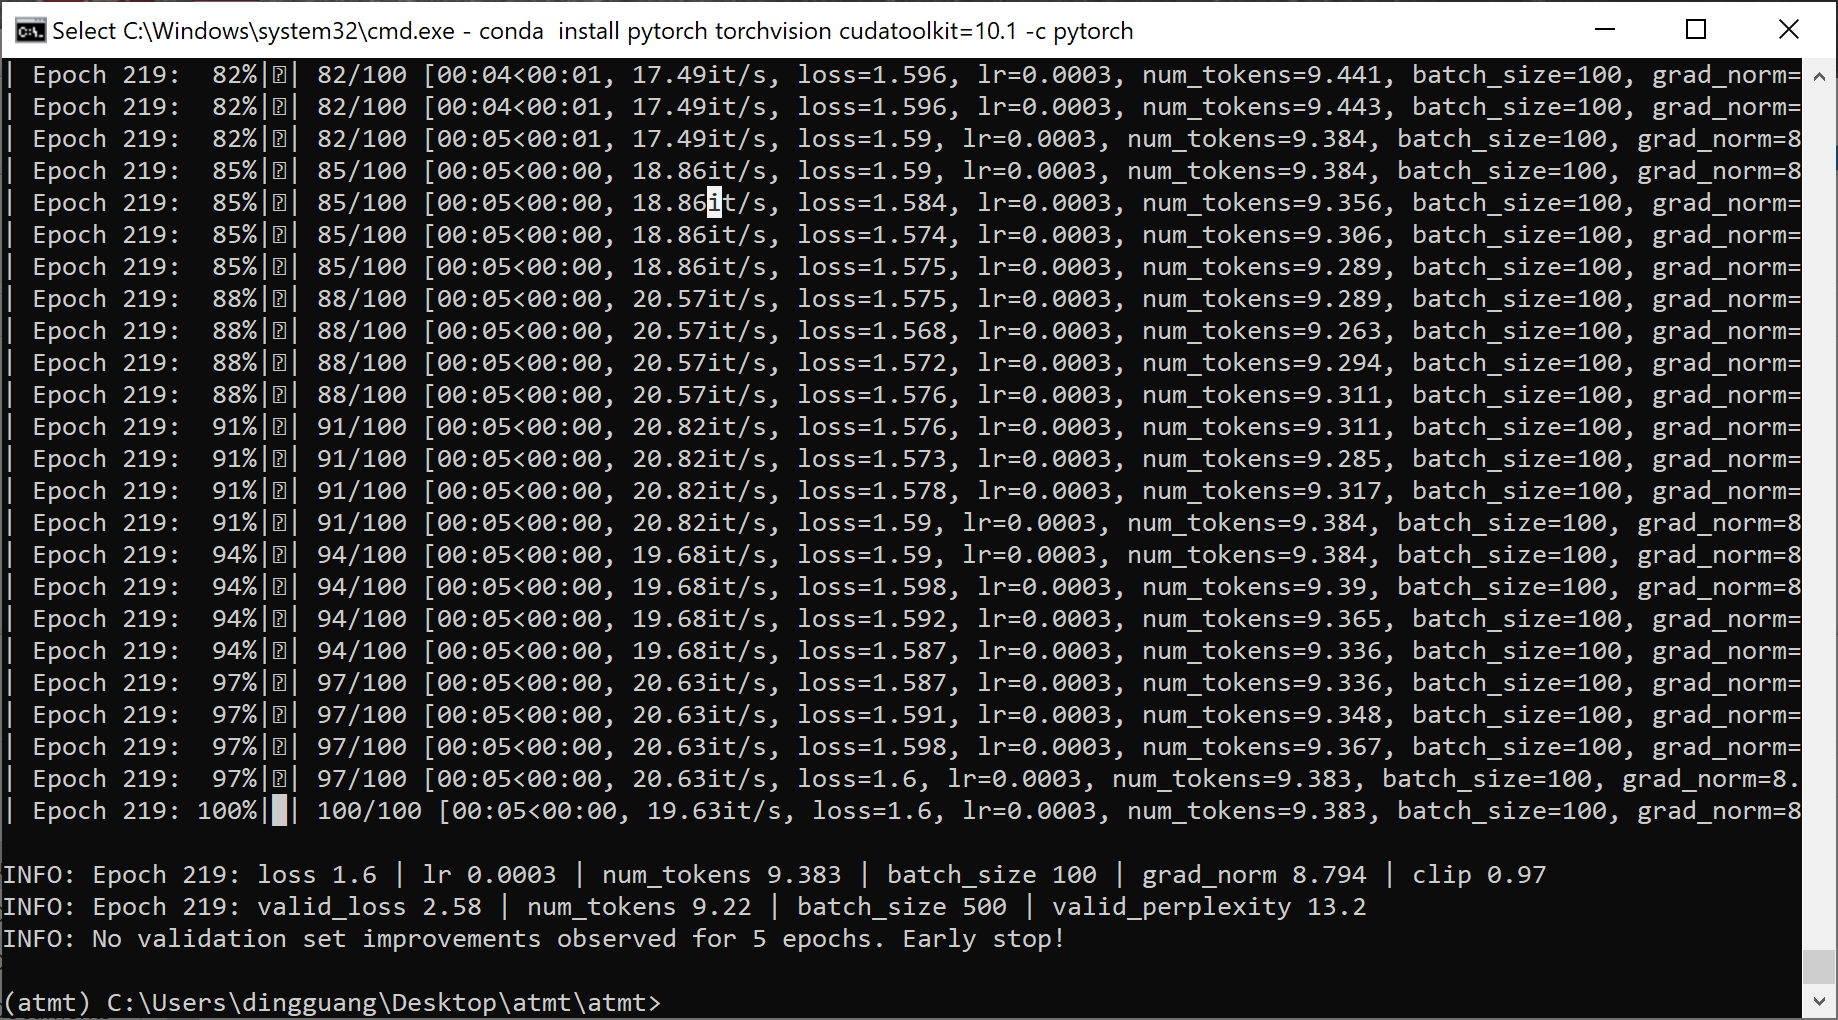 Select C:\Windows\system32\cmd.exe - conda  install pytorch torchvision cudatoolkit=10.1 -c pytorch
| Epoch 219:  82%|⍰| 82/100 [00:04<00:01, 17.49it/s, loss=1.596, lr=0.0003, num_tokens=9.441, batch_size=100, grad_norm=
| Epoch 219:  82%|⍰| 82/100 [00:04<00:01, 17.49it/s, loss=1.596, lr=0.0003, num_tokens=9.443, batch_size=100, grad_norm=
| Epoch 219:  82%|⍰| 82/100 [00:05<00:01, 17.49it/s, loss=1.59, lr=0.0003, num_tokens=9.384, batch_size=100, grad_norm=8
| Epoch 219:  85%|⍰| 85/100 [00:05<00:00, 18.86it/s, loss=1.59, lr=0.0003, num_tokens=9.384, batch_size=100, grad_norm=8
| Epoch 219:  85%|⍰| 85/100 [00:05<00:00, 18.86it/s, loss=1.584, lr=0.0003, num_tokens=9.356, batch_size=100, grad_norm=
| Epoch 219:  85%|⍰| 85/100 [00:05<00:00, 18.86it/s, loss=1.574, lr=0.0003, num_tokens=9.306, batch_size=100, grad_norm=
| Epoch 219:  85%|⍰| 85/100 [00:05<00:00, 18.86it/s, loss=1.575, lr=0.0003, num_tokens=9.289, batch_size=100, grad_norm=
| Epoch 219:  88%|⍰| 88/100 [00:05<00:00, 20.57it/s, loss=1.575, lr=0.0003, num_tokens=9.289, batch_size=100, grad_norm=
| Epoch 219:  88%|⍰| 88/100 [00:05<00:00, 20.57it/s, loss=1.568, lr=0.0003, num_tokens=9.263, batch_size=100, grad_norm=
| Epoch 219:  88%|⍰| 88/100 [00:05<00:00, 20.57it/s, loss=1.572, lr=0.0003, num_tokens=9.294, batch_size=100, grad_norm=
| Epoch 219:  88%|⍰| 88/100 [00:05<00:00, 20.57it/s, loss=1.576, lr=0.0003, num_tokens=9.311, batch_size=100, grad_norm=
| Epoch 219:  91%|⍰| 91/100 [00:05<00:00, 20.82it/s, loss=1.576, lr=0.0003, num_tokens=9.311, batch_size=100, grad_norm=
| Epoch 219:  91%|⍰| 91/100 [00:05<00:00, 20.82it/s, loss=1.573, lr=0.0003, num_tokens=9.285, batch_size=100, grad_norm=
| Epoch 219:  91%|⍰| 91/100 [00:05<00:00, 20.82it/s, loss=1.578, lr=0.0003, num_tokens=9.317, batch_size=100, grad_norm=
| Epoch 219:  91%|⍰| 91/100 [00:05<00:00, 20.82it/s, loss=1.59, lr=0.0003, num_tokens=9.384, batch_size=100, grad_norm=8
| Epoch 219:  94%|⍰| 94/100 [00:05<00:00, 19.68it/s, loss=1.59, lr=0.0003, num_tokens=9.384, batch_size=100, grad_norm=8
| Epoch 219:  94%|⍰| 94/100 [00:05<00:00, 19.68it/s, loss=1.598, lr=0.0003, num_tokens=9.39, batch_size=100, grad_norm=8
| Epoch 219:  94%|⍰| 94/100 [00:05<00:00, 19.68it/s, loss=1.592, lr=0.0003, num_tokens=9.365, batch_size=100, grad_norm=
| Epoch 219:  94%|⍰| 94/100 [00:05<00:00, 19.68it/s, loss=1.587, lr=0.0003, num_tokens=9.336, batch_size=100, grad_norm=
| Epoch 219:  97%|⍰| 97/100 [00:05<00:00, 20.63it/s, loss=1.587, lr=0.0003, num_tokens=9.336, batch_size=100, grad_norm=
| Epoch 219:  97%|⍰| 97/100 [00:05<00:00, 20.63it/s, loss=1.591, lr=0.0003, num_tokens=9.348, batch_size=100, grad_norm=
| Epoch 219:  97%|⍰| 97/100 [00:05<00:00, 20.63it/s, loss=1.598, lr=0.0003, num_tokens=9.367, batch_size=100, grad_norm=
| Epoch 219:  97%|⍰| 97/100 [00:05<00:00, 20.63it/s, loss=1.6, lr=0.0003, num_tokens=9.383, batch_size=100, grad_norm=8.
| Epoch 219: 100%|█| 100/100 [00:05<00:00, 19.63it/s, loss=1.6, lr=0.0003, num_tokens=9.383, batch_size=100, grad_norm=8
INFO: Epoch 219: loss 1.6 | lr 0.0003 | num_tokens 9.383 | batch_size 100 | grad_norm 8.794 | clip 0.97
INFO: Epoch 219: valid_loss 2.58 | num_tokens 9.22 | batch_size 500 | valid_perplexity 13.2
INFO: No validation set improvements observed for 5 epochs. Early stop!
(atmt) C:\Users\dingguang\Desktop\atmt\atmt>